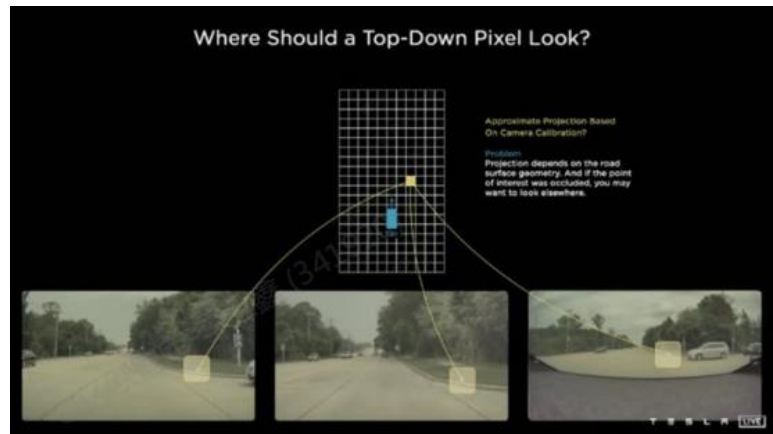 Where Should a Top-Down Pixel Look?
Approximate Projection Based
On Camera Calibration?
Problem
Projection depends on the road
surface geometry. And if the point
of interest was occluded, you may
want to look elsewhere.
TESLA LIVE